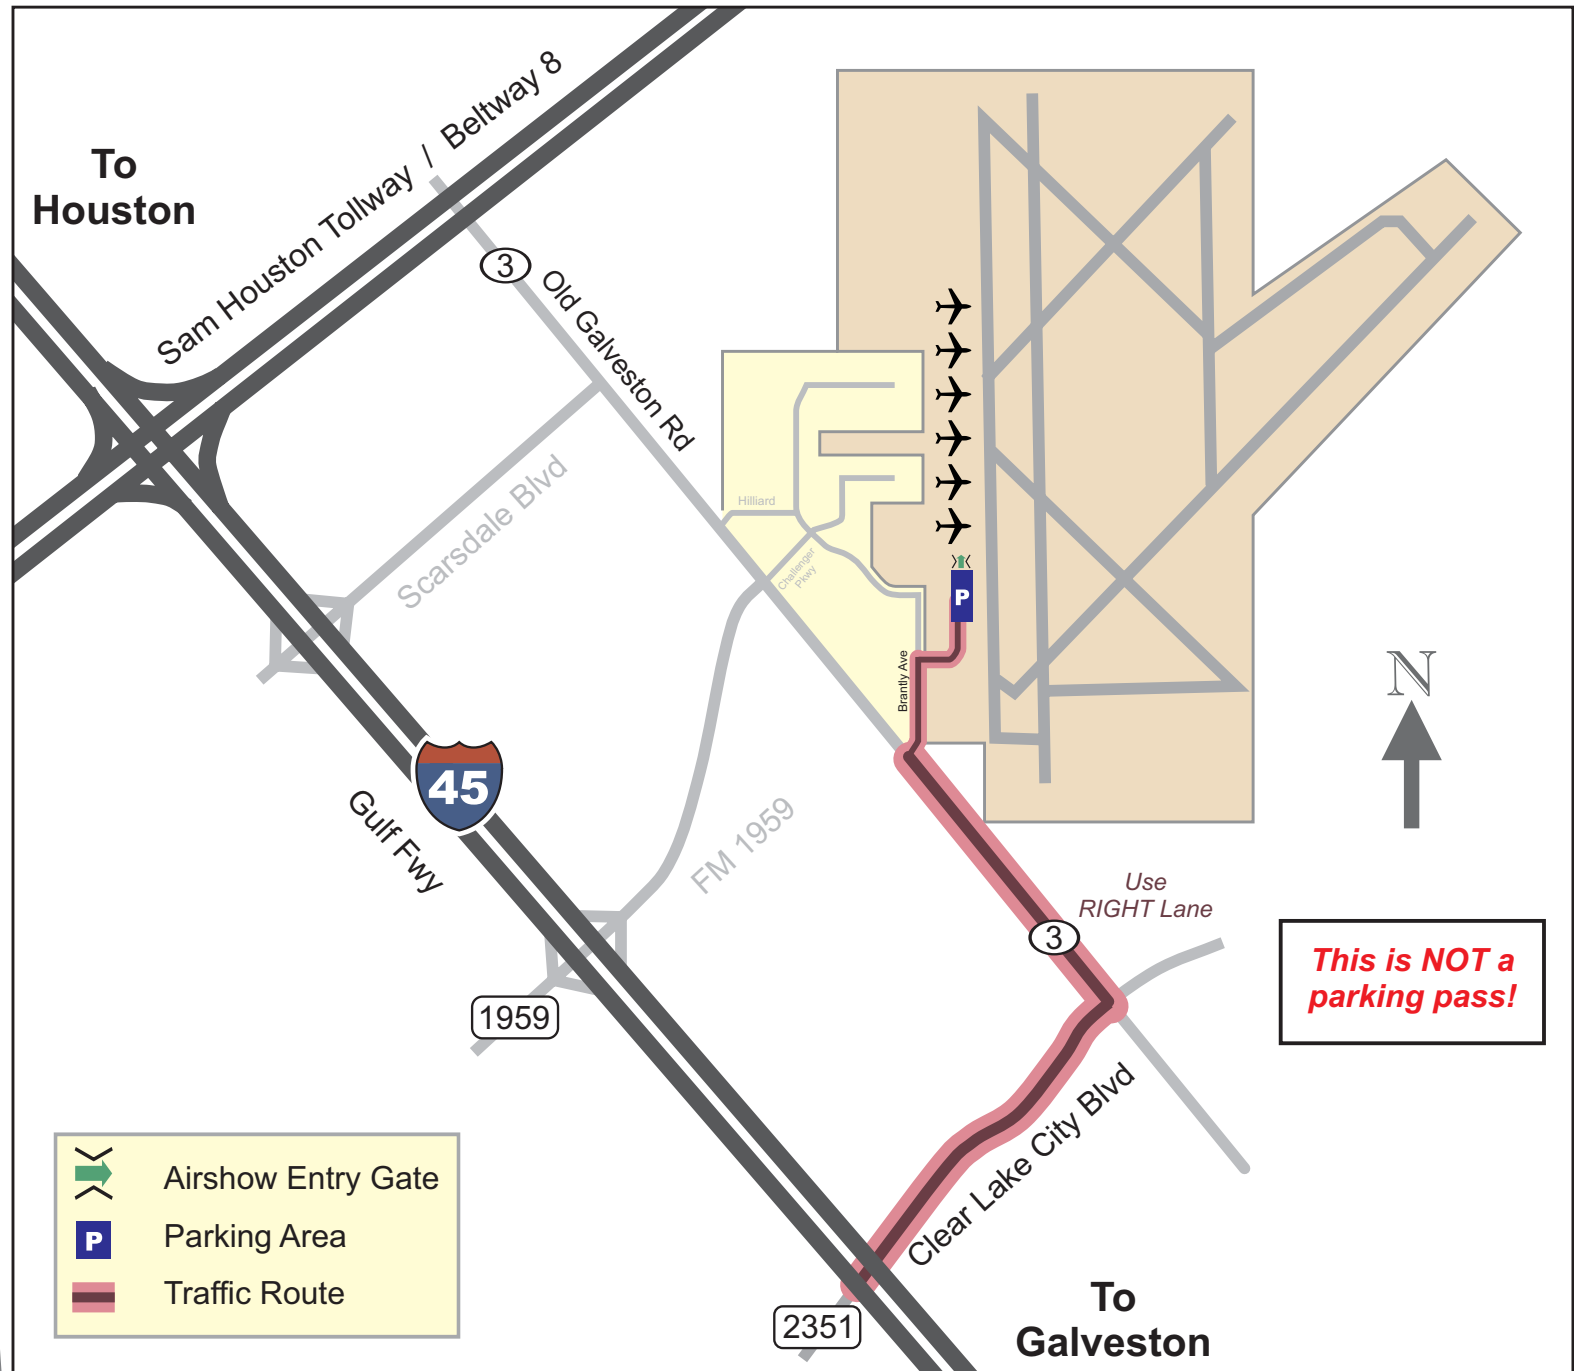 To
Houston
Sam Houston Tollway / Beltway 8
3
Old Galveston Rd
Scarsdale Blvd
Hilliard
Challenger
Pkwy
P
Brantly Ave
N
45
Gulf Fwy
FM 1959
Use
RIGHT Lane
3
This is NOT a
parking pass!
1959
Clear Lake City Blvd
Airshow Entry Gate
P Parking Area
Traffic Route
2351
To
Galveston